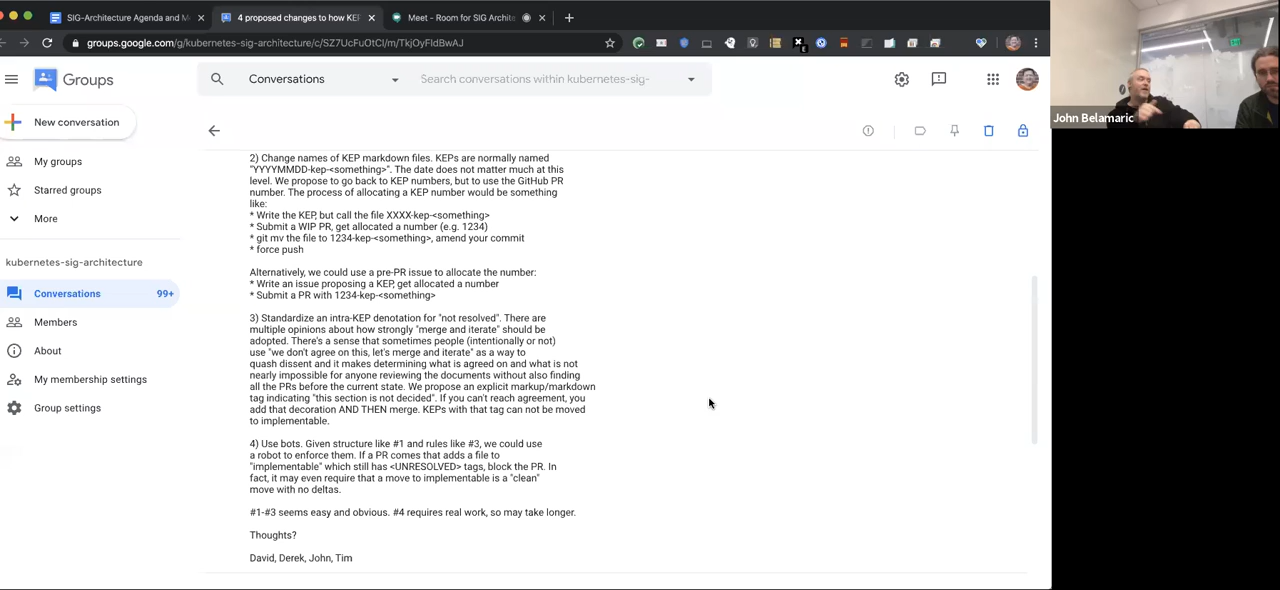 SIG-Architecture Agenda and M
4 proposed changes to how KEP
Meet - Room for SIG Archite
groups.google.com/g/kubernetes-sig-architecture/c/SZ7UcFuOtCI/m/TkjOyFIdBwAJ
Groups
Conversations
Search conversations within kubernetes-sig-
New conversation
My groups
Starred groups
More
kubernetes-sig-architecture
Conversations 99+
Members
About
My membership settings
Group settings
2) Change names of KEP markdown files. KEPs are normally named
"YYYYMMDD-kep-<something>". The date does not matter much at this
level. We propose to go back to KEP numbers, but to use the GitHub PR
number. The process of allocating a KEP number would be something
like:
* Write the KEP, but call the file XXXX-kep-<something>
* Submit a WIP PR, get allocated a number (e.g. 1234)
* git mv the file to 1234-kep-<something>, amend your commit
* force push
Alternatively, we could use a pre-PR issue to allocate the number:
* Write an issue proposing a KEP, get allocated a number
* Submit a PR with 1234-kep-<something>
3) Standardize an intra-KEP denotation for "not resolved". There are
multiple opinions about how strongly "merge and iterate" should be
adopted. There's a sense that sometimes people (intentionally or not)
use "we don't agree on this, let's merge and iterate" as a way to
quash dissent and it makes determining what is agreed on and what is not
nearly impossible for anyone reviewing the documents without also finding
all the PRs before the current state. We propose an explicit markup/markdown
tag indicating "this section is not decided". If you can't reach agreement, you
add that decoration AND THEN merge. KEPs with that tag can not be moved
to implementable.
4) Use bots. Given structure like #1 and rules like #3, we could use
a robot to enforce them. If a PR comes that adds a file to
"implementable" which still has <UNRESOLVED> tags, block the PR. In
fact, it may even require that a move to implementable is a "clean"
move with no deltas.
#1-#3 seems easy and obvious. #4 requires real work, so may take longer.
Thoughts?
David, Derek, John, Tim
John Belamaric